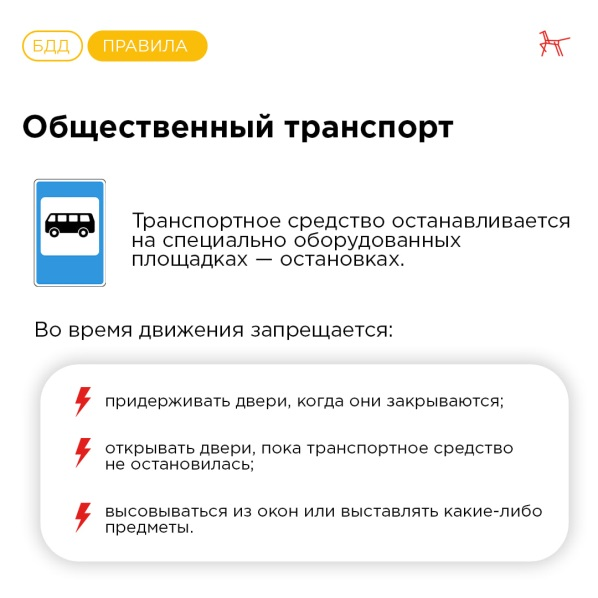 БДД ПРАВИЛА
Общественный транспорт
Транспортное средство останавливается
на специально оборудованных
площадках — остановках.
Во время движения запрещается:
придерживать двери, когда они закрываются;
открывать двери, пока транспортное средство
не остановилась;
высовываться из окон или выставлять какие-либо
предметы.